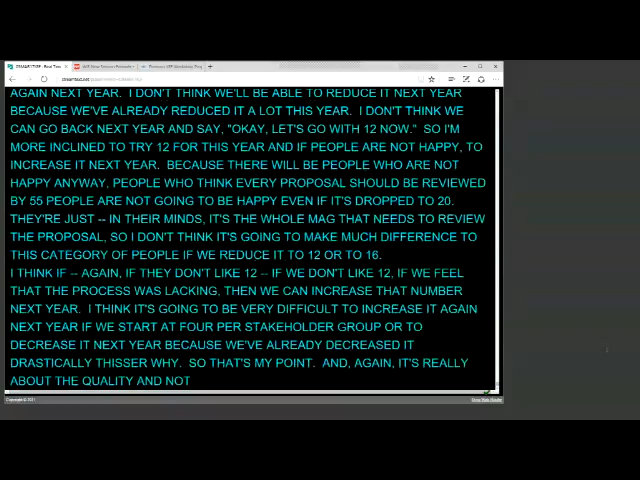 AGAIN NEXT YEAR. I DON'T THINK WE'LL BE ABLE TO REDUCE IT NEXT YEAR
BECAUSE WE'VE ALREADY REDUCED IT A LOT THIS YEAR. I DON'T THINK WE
CAN GO BACK NEXT YEAR AND SAY, "OKAY, LET'S GO WITH 12 NOW." SO I'M
MORE INCLINED TO TRY 12 FOR THIS YEAR AND IF PEOPLE ARE NOT HAPPY, TO
INCREASE IT NEXT YEAR. BECAUSE THERE WILL BE PEOPLE WHO ARE NOT
HAPPY ANYWAY, PEOPLE WHO THINK EVERY PROPOSAL SHOULD BE REVIEWED
BY 55 PEOPLE ARE NOT GOING TO BE HAPPY EVEN IF IT'S DROPPED TO 20.
THEY'RE JUST -- IN THEIR MINDS, IT'S THE WHOLE MAG THAT NEEDS TO REVIEW
THE PROPOSAL, SO I DON'T THINK IT'S GOING TO MAKE MUCH DIFFERENCE TO
THIS CATEGORY OF PEOPLE IF WE REDUCE IT TO 12 OR TO 16.
I THINK IF -- AGAIN, IF THEY DON'T LIKE 12 -- IF WE DON'T LIKE 12, IF WE FEEL
THAT THE PROCESS WAS LACKING, THEN WE CAN INCREASE THAT NUMBER
NEXT YEAR. I THINK IT'S GOING TO BE VERY DIFFICULT TO INCREASE IT AGAIN
NEXT YEAR IF WE START AT FOUR PER STAKEHOLDER GROUP OR TO
DECREASE IT NEXT YEAR BECAUSE WE'VE ALREADY DECREASED IT
DRASTICALLY THISSER WHY. SO THAT'S MY POINT. AND, AGAIN, IT'S REALLY
ABOUT THE QUALITY AND NOT